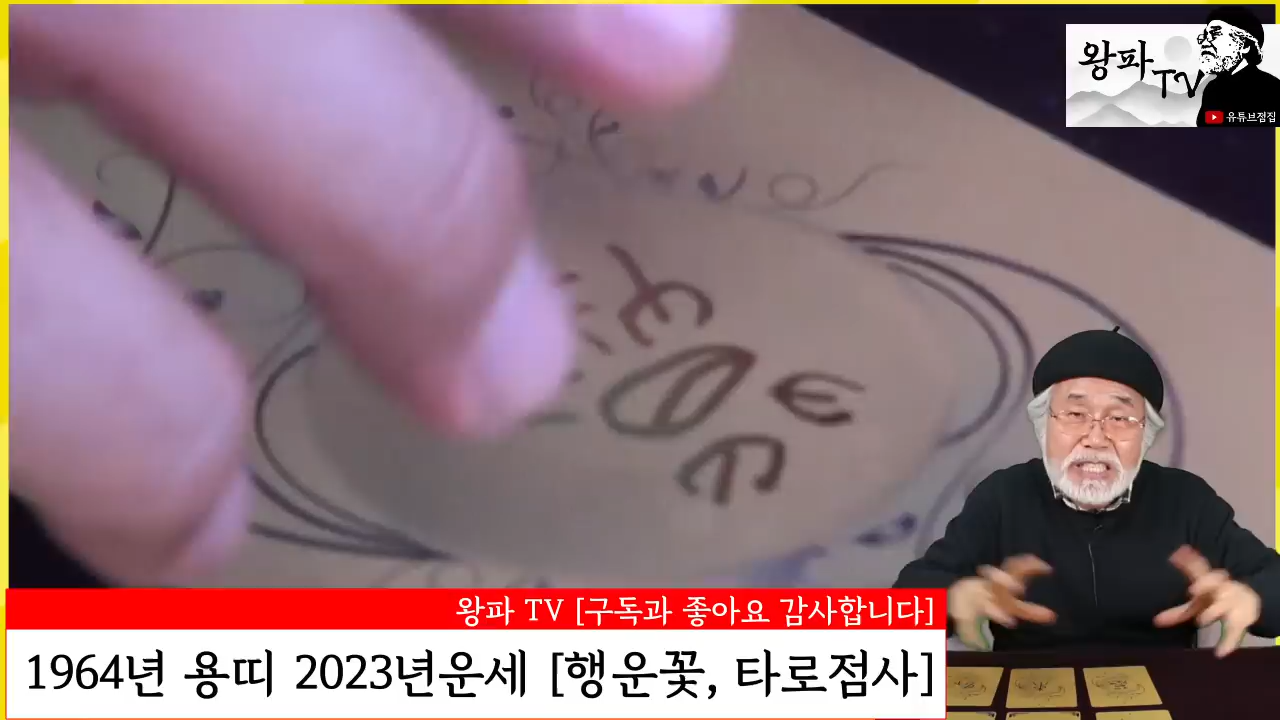 왕파
TV
유튜브점집
왕파 TV [구독과 좋아요 감사합니다]
1964년 용띠 2023년운세 [행운꽃, 타로점사]